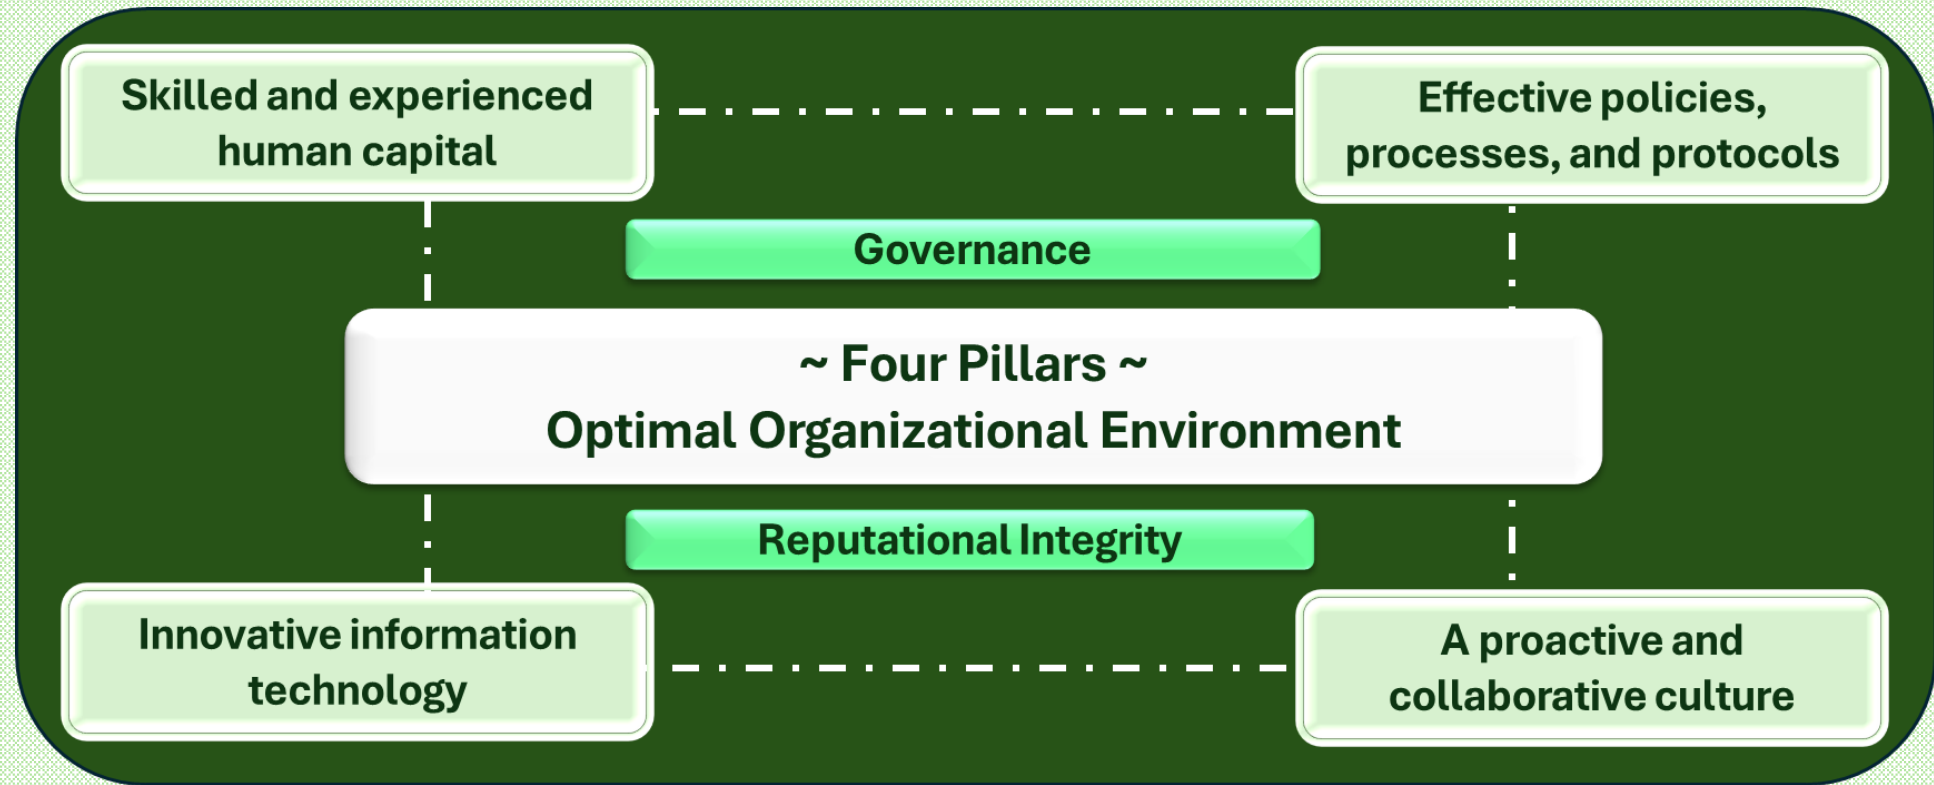 Skilled and experienced
human capital
Effective policies,
processes, and protocols
Governance
~ Four Pillars ~
Optimal Organizational Environment
Reputational Integrity
Innovative information
technology
A proactive and
collaborative culture